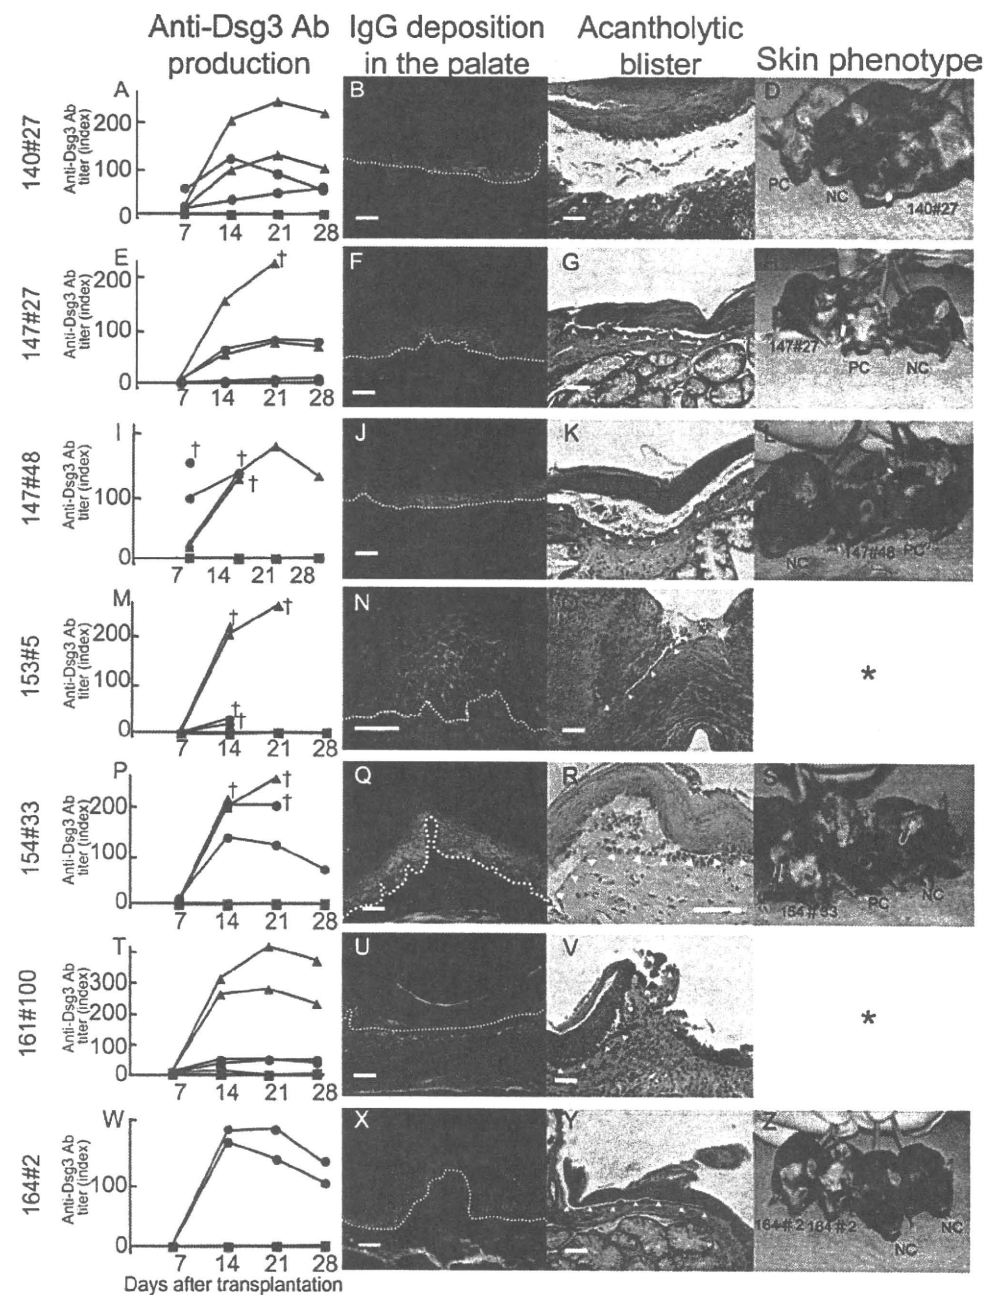 Anti-Dsg3 Ab production
IgG deposition in the palate
Acantholytic blister
Skin phenotype
140#27
A
Anti-Dsg3 Ab titer (index)
200
100
0
7 14 21 28
B
C
D
PC
NC
140#27
147#27
E
Anti-Dsg3 Ab titer (index)
200
100
0
7 14 21 28
†
F
G
147#27
PC
NC
147#48
I
Anti-Dsg3 Ab titer (index)
100
0
7 14 21 28
†
†
†
J
K
L
NC
147#48
PC
153#5
M
Anti-Dsg3 Ab titer (index)
200
100
0
7 14 21 28
†
†
†
†
N
O
*
154#33
P
Anti-Dsg3 Ab titer (index)
200
100
0
7 14 21 28
†
†
†
Q
R
S
154#33
PC
NC
161#100
T
Anti-Dsg3 Ab titer (index)
300
200
100
0
7 14 21 28
U
V
*
164#2
W
Anti-Dsg3 Ab titer (index)
100
0
7 14 21 28
Days after transplantation
X
Y
Z
164#2 164#2
NC
NC